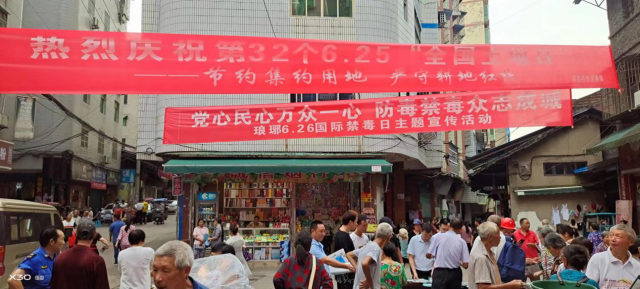 热烈庆祝第32个6.25“全国土地日”
——节约集约用地 严守耕地红线
党心民心万众一心 防毒禁毒众志成城
琅琊6.26国际禁毒日主题宣传活动
X30